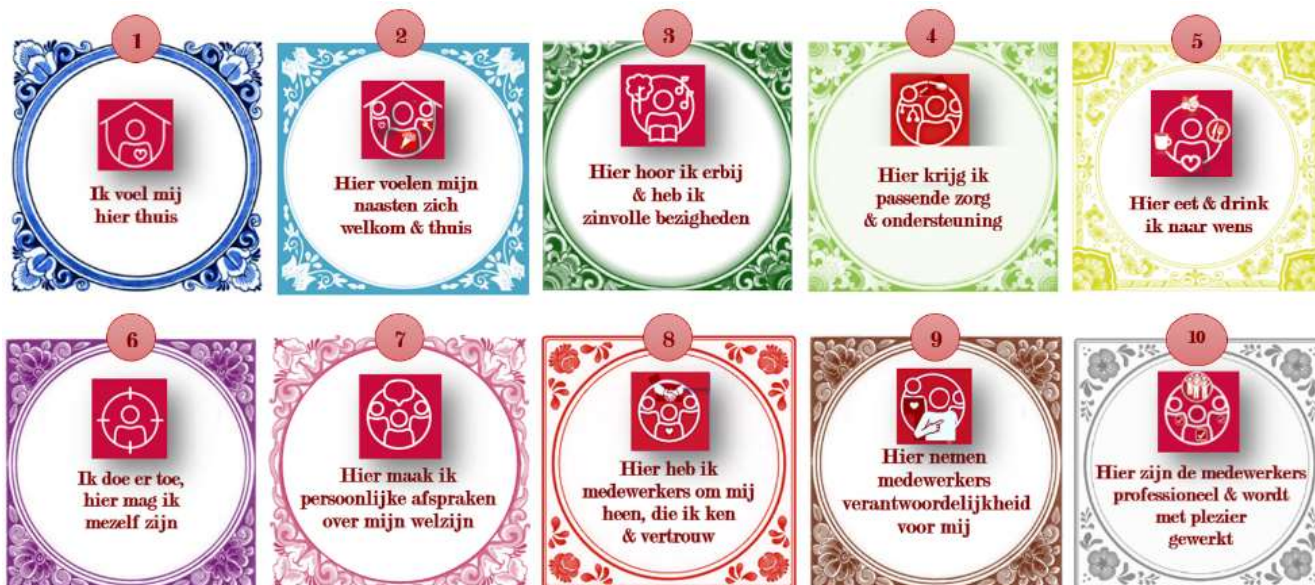 1
Ik voel mij
hier thuis
2
Hier voelen mijn
naasten zich
welkom & thuis
3
Hier hoor ik erbij
& heb ik
zinvolle bezigheden
4
Hier krijg ik
passende zorg
& ondersteuning
5
Hier eet & drink
ik naar wens
6
Ik doe er toe,
hier mag ik
mezelf zijn
7
Hier maak ik
persoonlijke afspraken
over mijn welzijn
8
Hier heb ik
medewerkers om mij
heen, die ik ken
& vertrouw
9
Hier nemen
medewerkers
verantwoordelijkheid
voor mij
10
Hier zijn de medewerkers
professioneel & wordt
met plezier
gewerkt